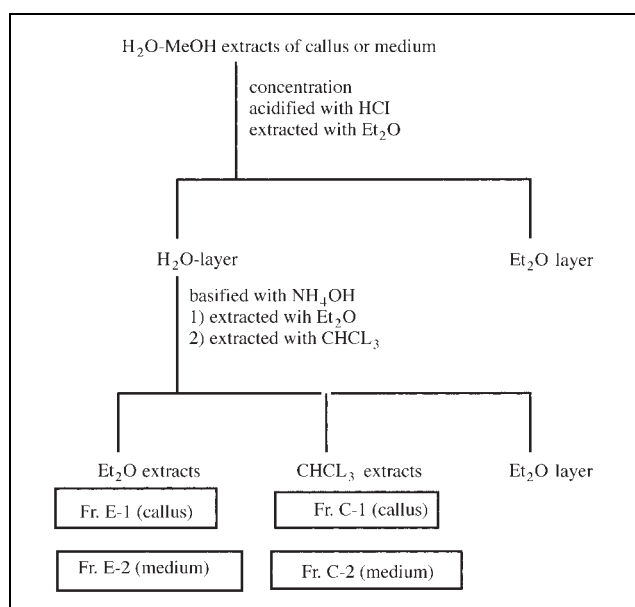 H₂O-MeOH extracts of callus or medium
concentration
acidified with HCI
extracted with Et₂O
H₂O-layer
Et₂O layer
basified with NH₄OH
1) extracted wih Et₂O
2) extracted with CHCL₃
Et₂O extracts
CHCL₃ extracts
Et₂O layer
Fr. E-1 (callus)
Fr. C-1 (callus)
Fr. E-2 (medium)
Fr. C-2 (medium)